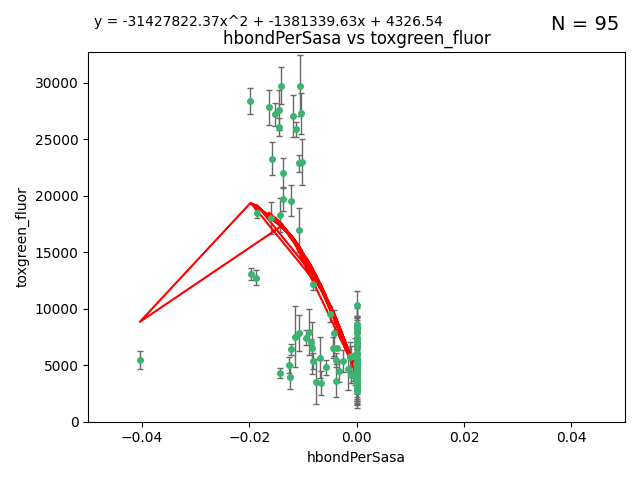 y = -31427822.37x^2 + -1381339.63x + 4326.54
N = 95
hbondPerSasa vs toxgreen_fluor
toxgreen_fluor
30000
25000
20000
15000
10000
5000
0
−0.04
−0.02
0.00
0.02
0.04
hbondPerSasa